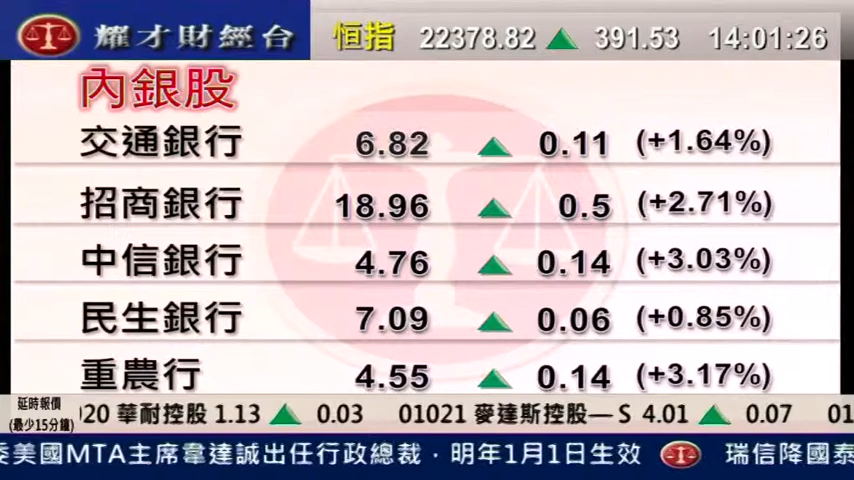 耀才財經台 恒指 22378.82 ▲ 391.53 14:01:26
內銀股
交通銀行 6.82 ▲ 0.11 (+1.64%)
招商銀行 18.96 ▲ 0.5 (+2.71%)
中信銀行 4.76 ▲ 0.14 (+3.03%)
民生銀行 7.09 ▲ 0.06 (+0.85%)
重農行 4.55 ▲ 0.14 (+3.17%)
延時報價
(最少15分鐘)
020 華耐控股 1.13 ▲ 0.03 01021 麥達斯控股—S 4.01 ▲ 0.07 01
委美國MTA主席韋達誠出任行政總裁，明年1月1日生效 瑞信降國泰